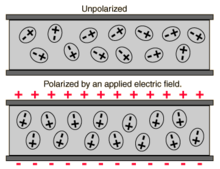 Unpolarized
Polarized by an applied electric field.
+ + + + + + + + + + +
- - - - - - - - - - -